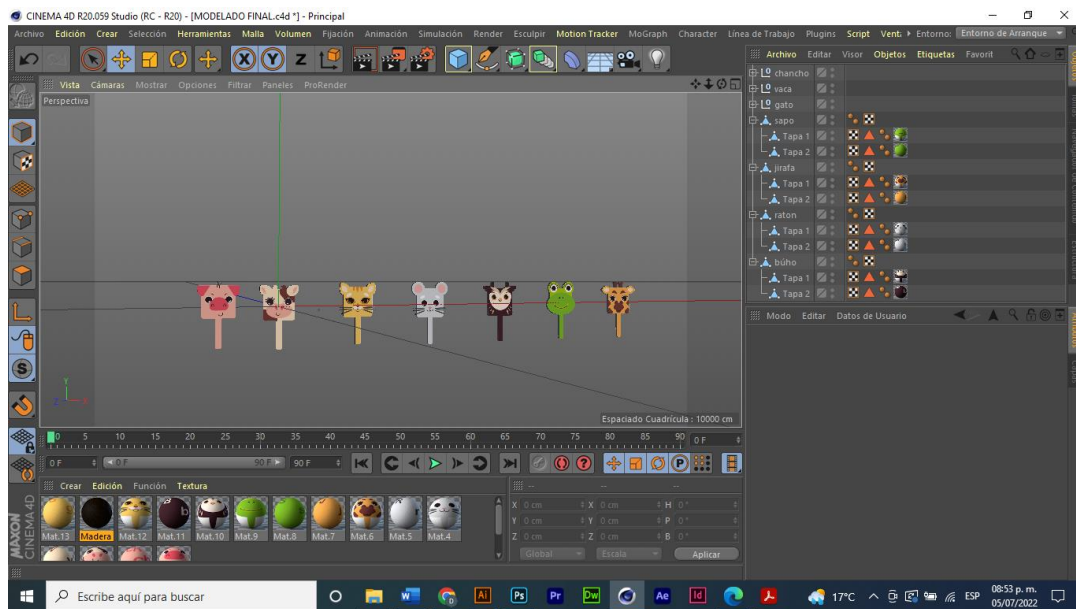 CINEMA 4D R20.059 Studio (RC - R20) - [MODELADO FINAL.c4d *] - Principal
Archivo Edición Crear Selección Herramientas Malla Volumen Fijación Animación Simulación Render Esculpir Motion Tracker MoGraph Character Línea de Trabajo Plugins Script Vent: Entorno: Entorno de Arranque
X Y Z
Archivo Editar Visor Objetos Etiquetas Favorit
Vista Cámaras Mostrar Opciones Filtrar Paneles ProRender
Perspectiva
chancho
vaca
gato
sapo
Tapa 1
Tapa 2
jirafa
Tapa 1
Tapa 2
raton
Tapa 1
Tapa 2
búho
Tapa 1
Tapa 2
Modo Editar Datos de Usuario
Y
Z X
Espaciado Cuadrícula : 10000 cm
0 5 10 15 20 25 30 35 40 45 50 55 60 65 70 75 80 85 90 0 F
0 F 0 F 90 F 90 F
Crear Edición Función Textura
Mat.13 Madera Mat.12 Mat.11 Mat.10 Mat.9 Mat.8 Mat.7 Mat.6 Mat.5 Mat.4
X 0 cm X 0 cm H 0°
Y 0 cm Y 0 cm P 0°
Z 0 cm Z 0 cm B 0°
Global Escala Aplicar
MAXON
CINEMA 4D
Escribe aquí para buscar
W Ai Ps Pr Dw Ae Id
17°C ESP 08:53 p. m.
05/07/2022